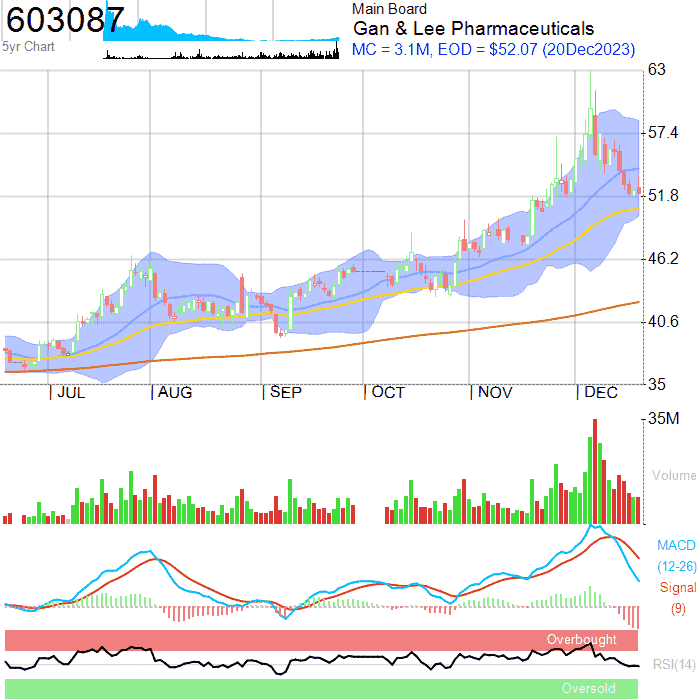 603087
5yr Chart
Main Board
Gan & Lee Pharmaceuticals
MC = 3.1M, EOD = $52.07 (20Dec2023)
63
57.4
51.8
46.2
40.6
35
JUL AUG SEP OCT NOV DEC
35M
Volume
MACD
(12-26)
Signal
(9)
Overbought
RSI(14)
Oversold